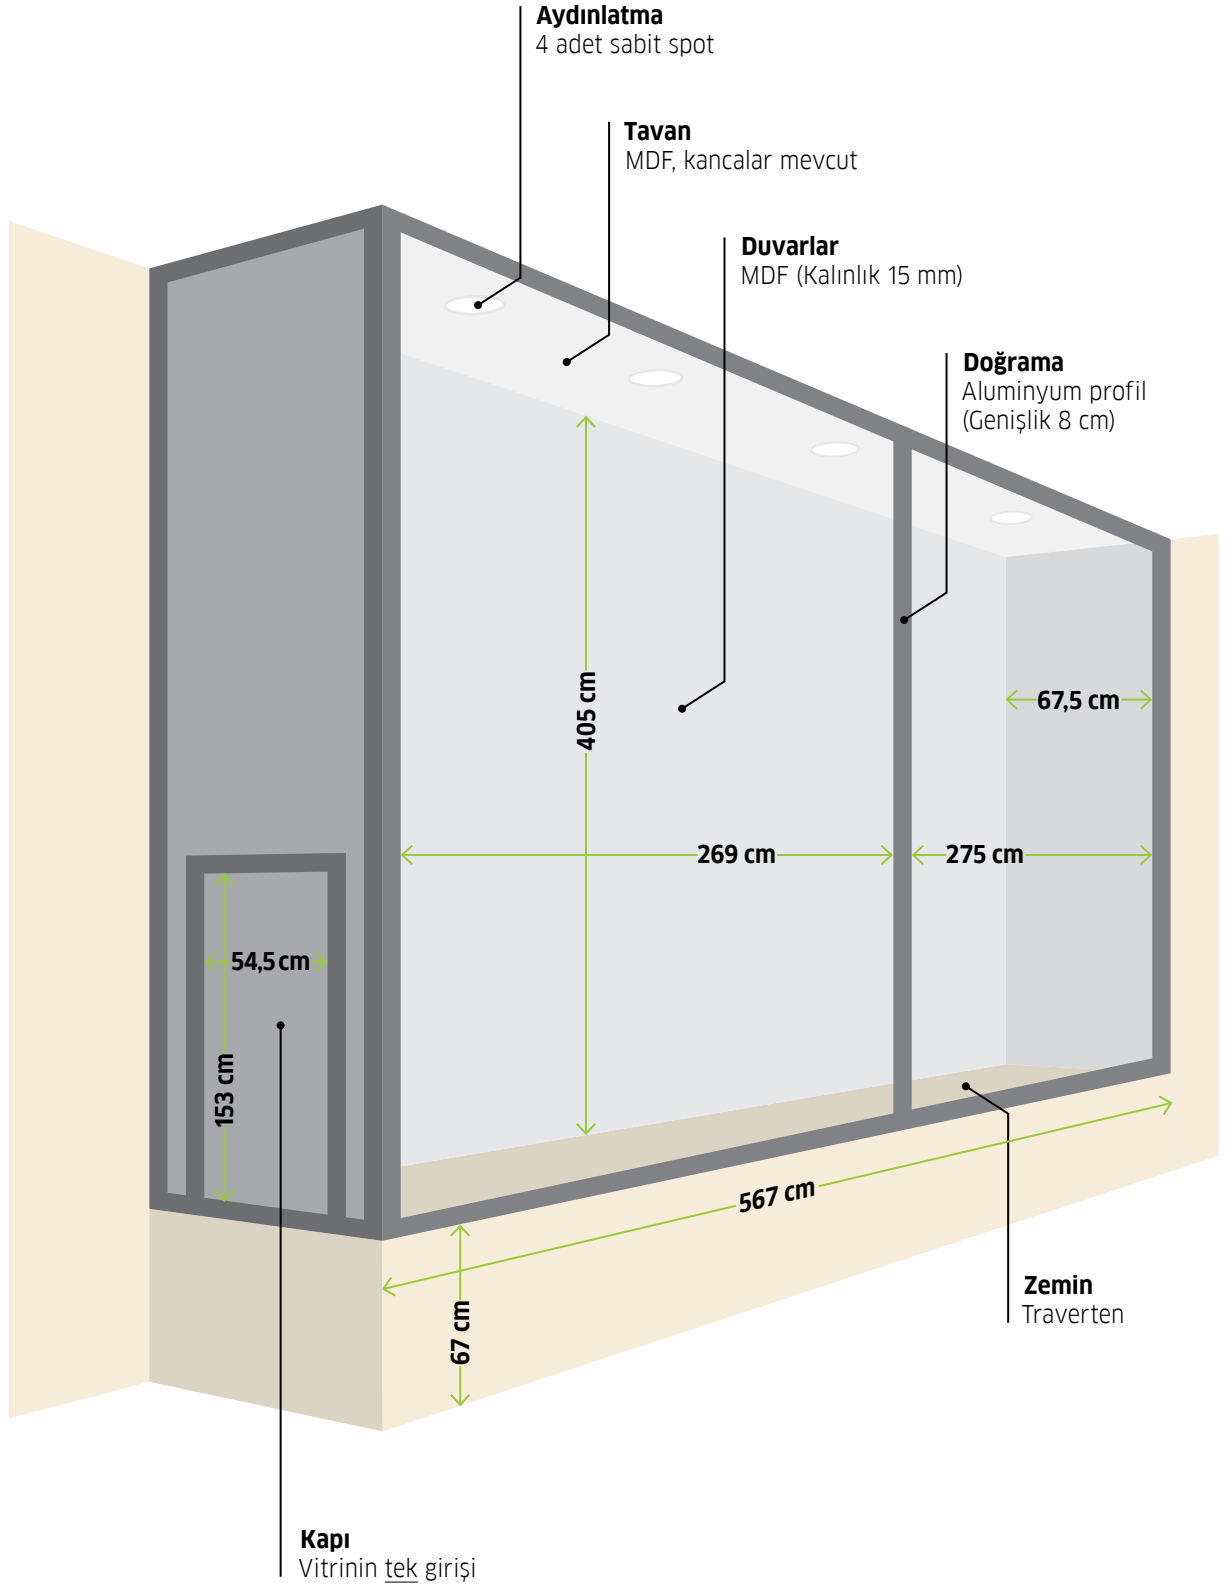 Aydınlatma
4 adet sabit spot
Tavan
MDF, kancalar mevcut
Duvarlar
MDF (Kalınlık 15 mm)
Doğrama
Aluminyum profil
(Genişlik 8 cm)
405 cm
67,5 cm
269 cm
275 cm
54,5 cm
153 cm
567 cm
67 cm
Zemin
Traverten
Kapı
Vitrinin tek girişi